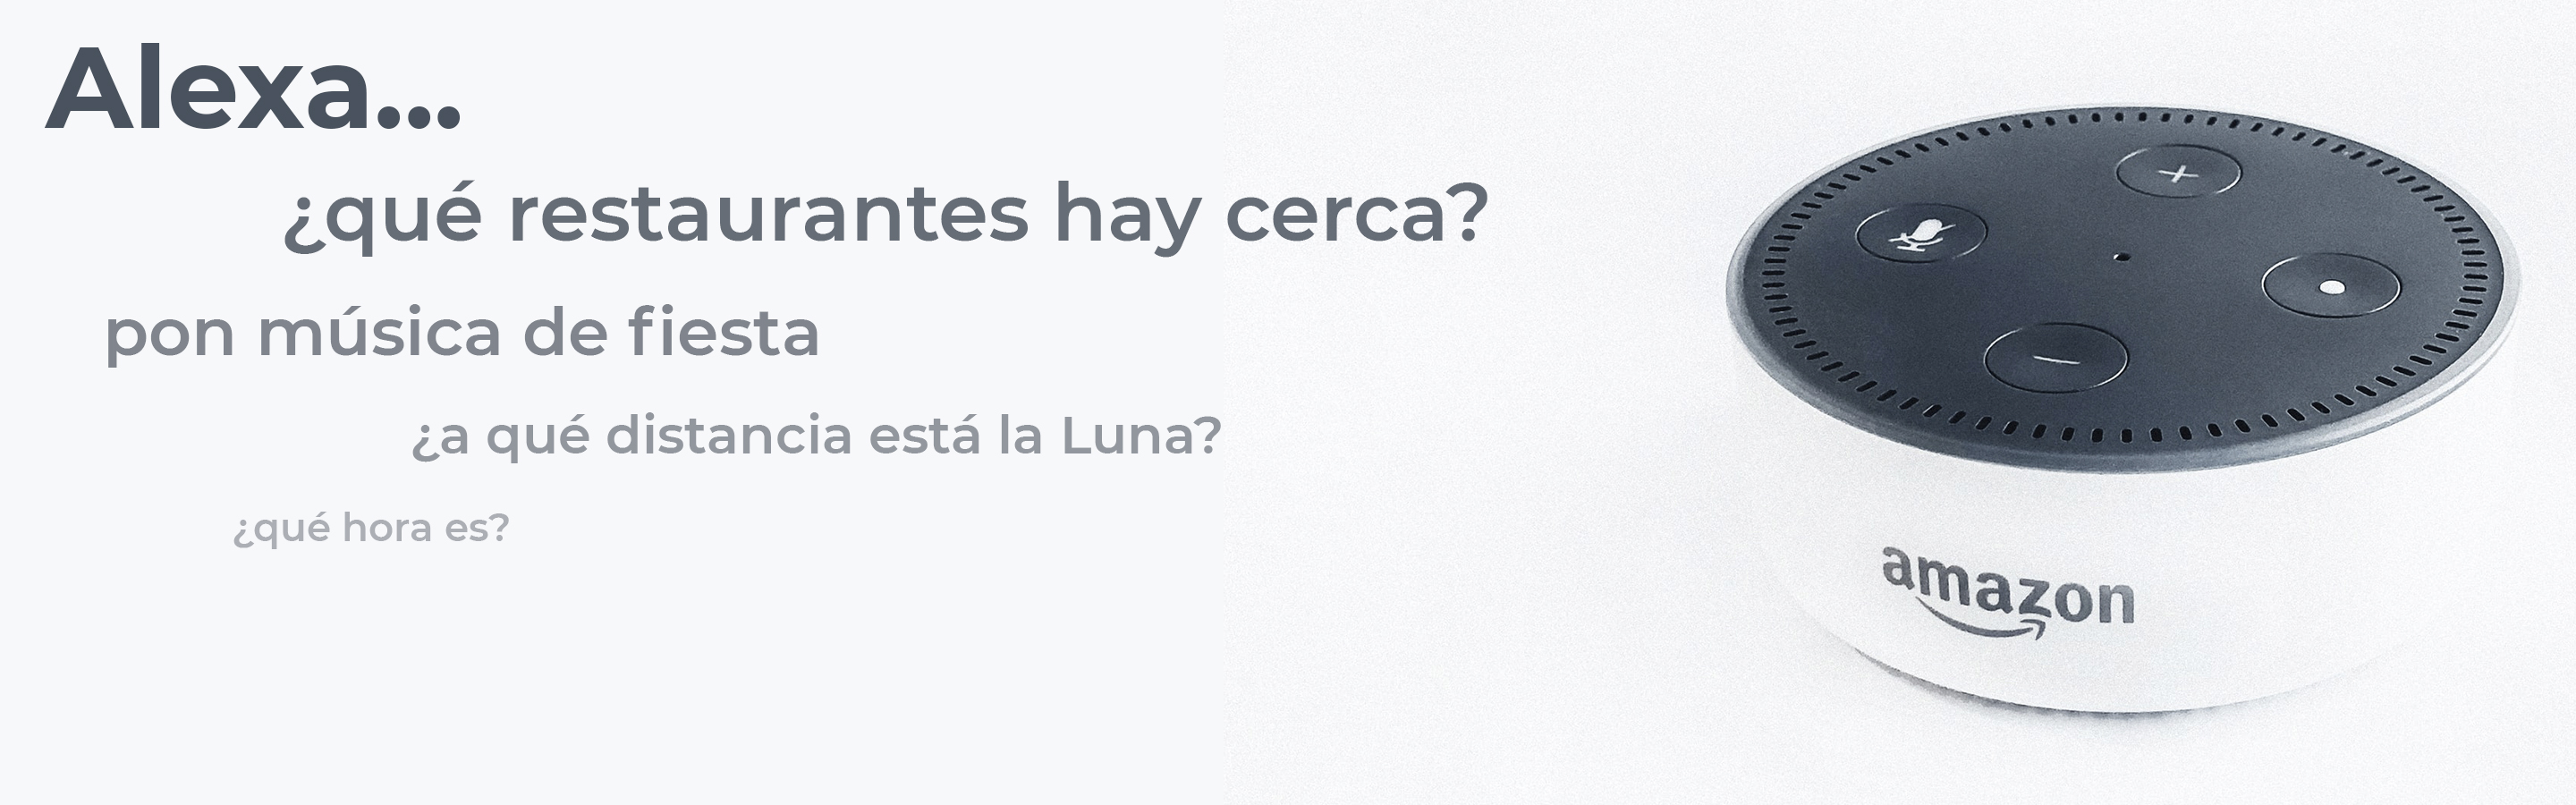 Alexa...
¿qué restaurantes hay cerca?
pon música de fiesta
¿a qué distancia está la Luna?
¿qué hora es?
amazon